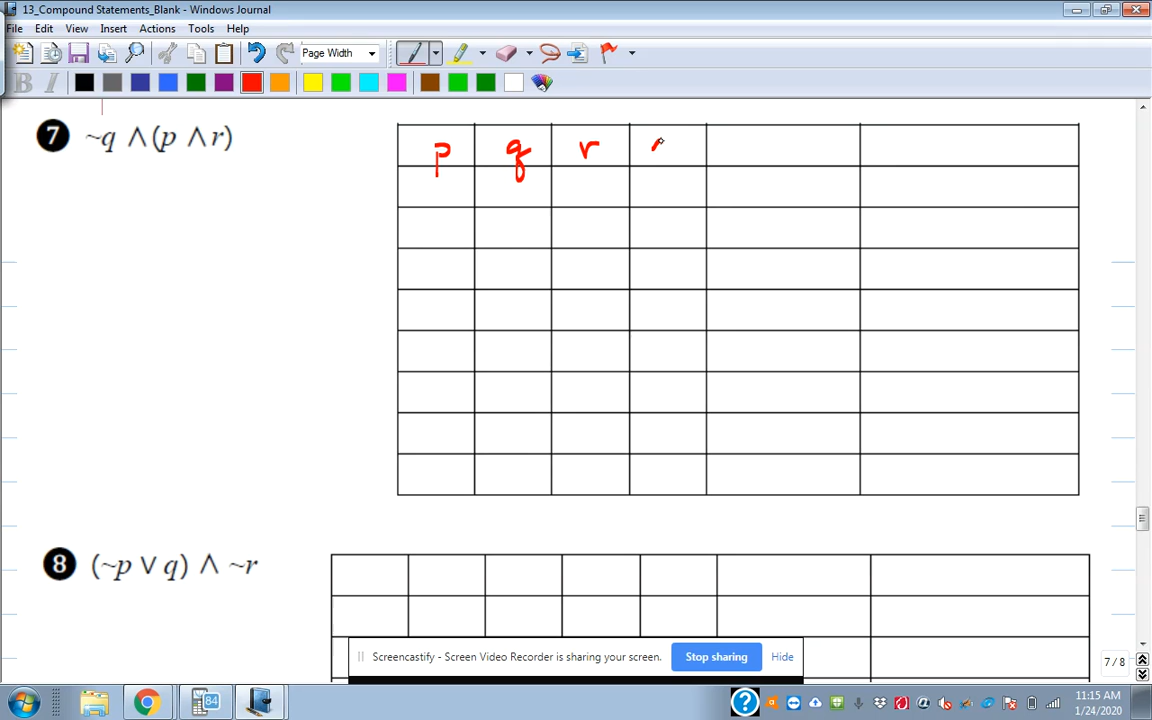 13_Compound Statements_Blank - Windows Journal
File Edit View Insert Actions Tools Help
Page Width
B I
7 ~q ∧(p ∧r)
p q r
8 (~p ∨ q) ∧ ~r
Screencastify - Screen Video Recorder is sharing your screen. Stop sharing Hide
7 / 8
84
11:15 AM
1/24/2020